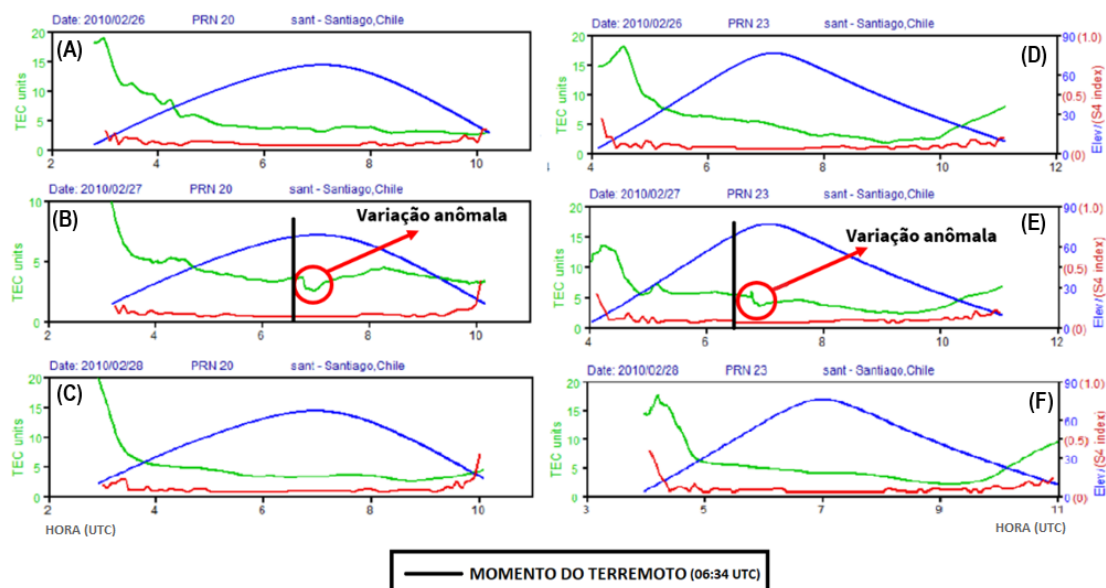 Date: 2010/02/26 PRN 20 sant - Santiago,Chile
(A)
TEC units
20
15
10
5
0
2 4 6 8 10
Date: 2010/02/27 PRN 20 sant - Santiago,Chile
(B)
Variação anômala
TEC units
10
5
0
2 4 6 8 10
Date: 2010/02/28 PRN 20 sant - Santiago,Chile
(C)
TEC units
20
15
10
5
0
2 4 6 8 10
HORA (UTC)
Date: 2010/02/26 PRN 23 sant - Santiago,Chile
(D)
TEC units
20
15
10
5
0
90 (1.0)
60
(0.5)
30
0 (0)
Elev/(S4 index)
4 4 6 8 10 12
Date: 2010/02/27 PRN 23 sant - Santiago,Chile
(E)
Variação anômala
TEC units
20
15
10
5
0
90 (1.0)
60
(0.5)
30
0 (0)
Elev/(S4 index)
4 6 8 10 12
Date: 2010/02/28 PRN 23 sant - Santiago,Chile
(F)
TEC units
20
15
10
5
0
90 (1.0)
60
(0.5)
30
0 (0)
Elev/(S4 index)
3 5 7 9 11
HORA (UTC)
MOMENTO DO TERREMOTO (06:34 UTC)